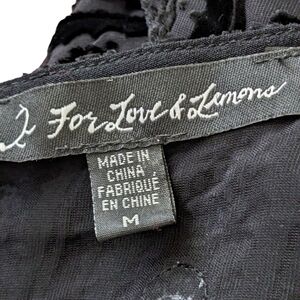 For Love & Lemons
MADE IN
CHINA
FABRIQUÉ
EN CHINE
M